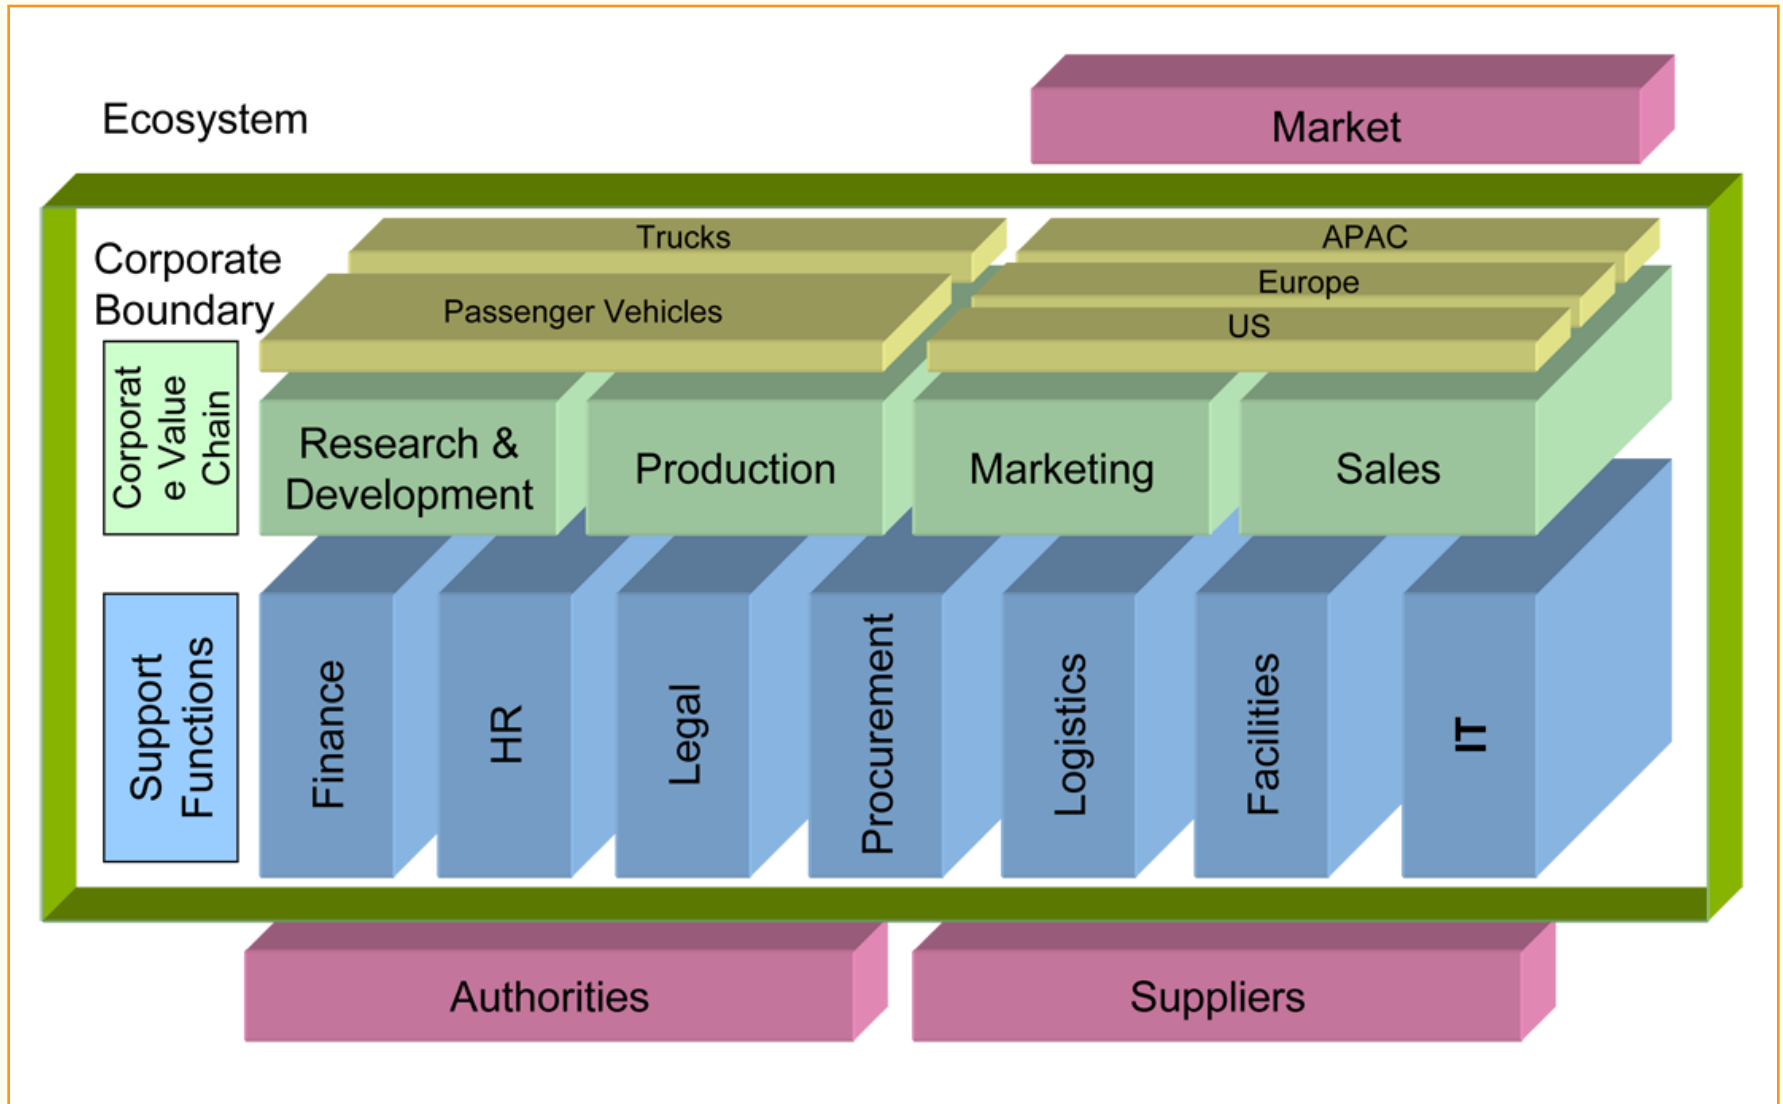 Ecosystem
Market
Corporate
Boundary
Trucks
APAC
Passenger Vehicles
Europe
US
Corporat
e Value
Chain
Research &
Development
Production
Marketing
Sales
Support
Functions
Finance
HR
Legal
Procurement
Logistics
Facilities
IT
Authorities
Suppliers